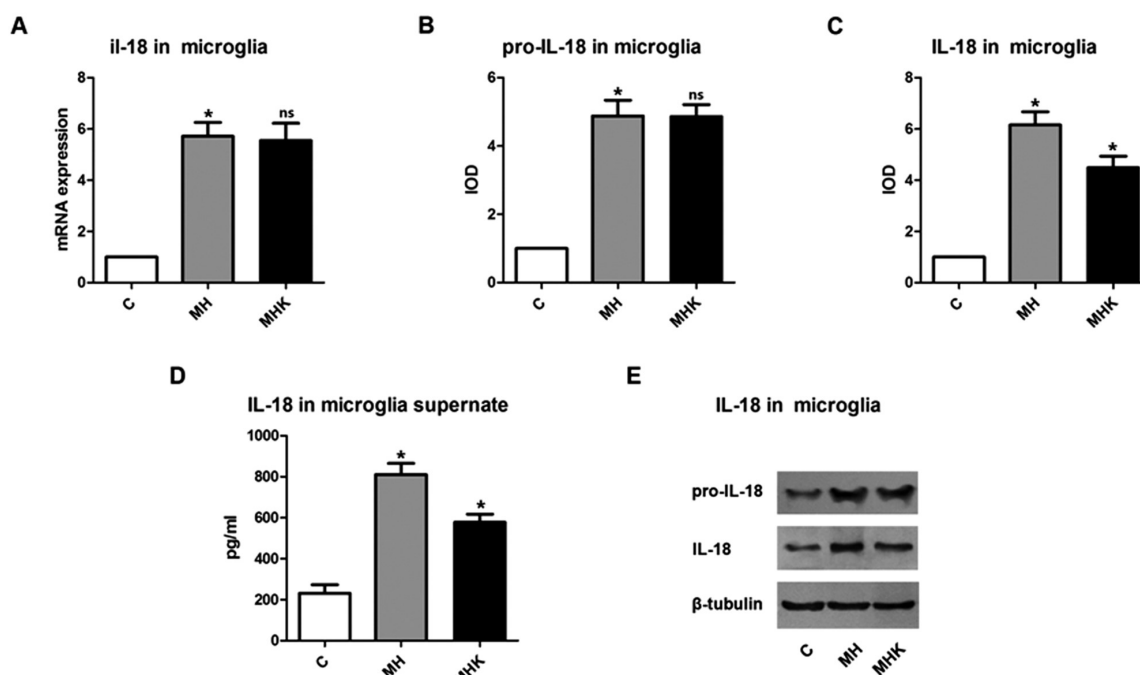 A
il-18 in microglia
mRNA expression
8
6
4
2
0
*
ns
C
MH
MHK
B
pro-IL-18 in microglia
IOD
6
4
2
0
*
ns
C
MH
MHK
C
IL-18 in microglia
IOD
8
6
4
2
0
*
*
C
MH
MHK
D
IL-18 in microglia supernate
pg/ml
1000
800
600
400
200
0
*
*
C
MH
MHK
E
IL-18 in microglia
pro-IL-18
IL-18
β-tubulin
C
MH
MHK